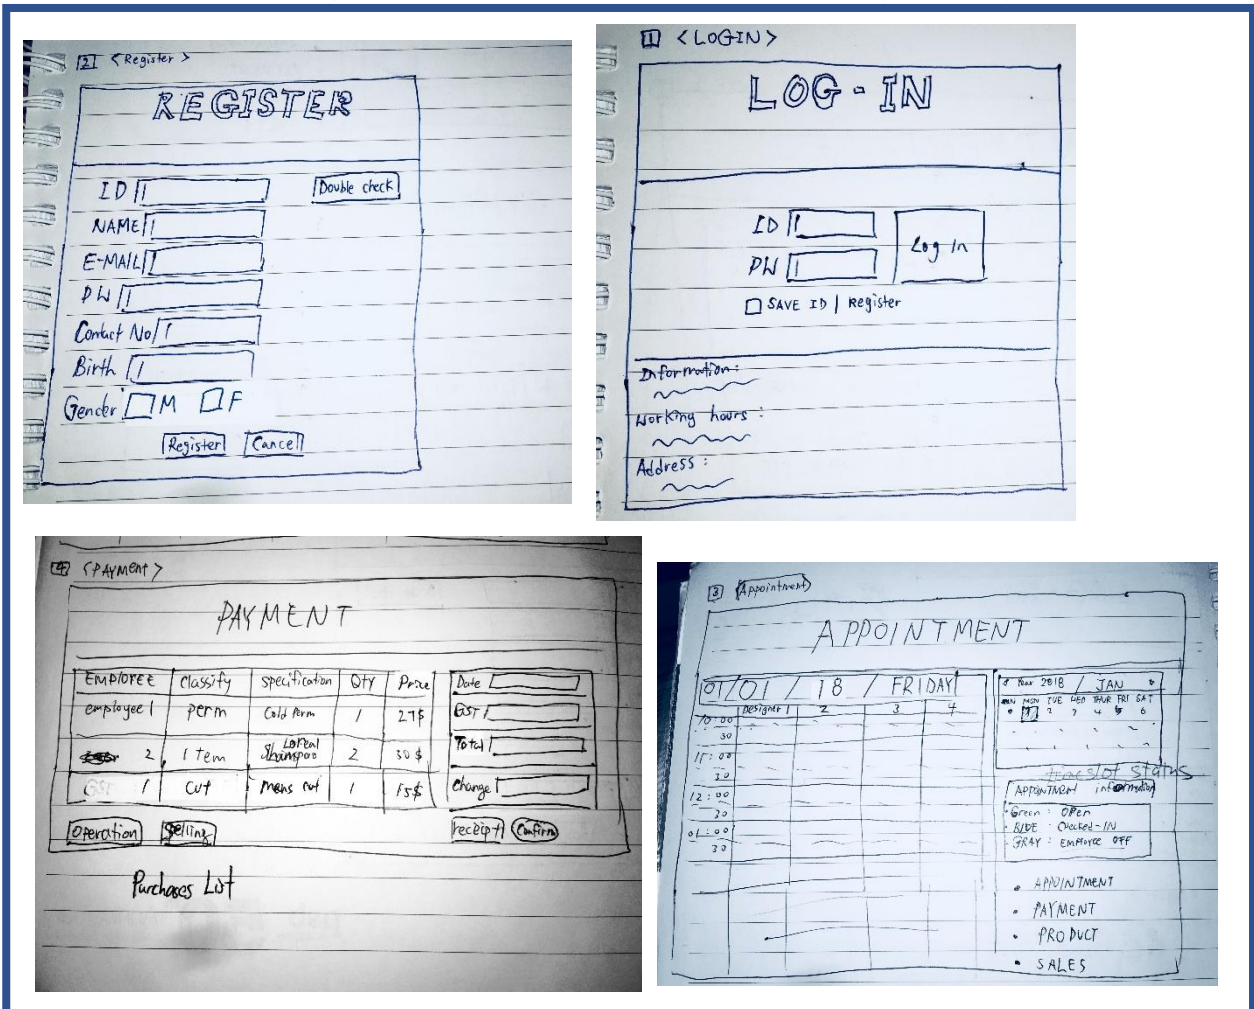 [2] <Register>
REGISTER
ID Double check
NAME
E-MAIL
PW
Contact No
Birth
Gender M F
Register Cancel
[1] <LOGIN>
LOG-IN
ID
PW
Log in
SAVE ID | Register
Information:
Working hours :
Address :
[4] <PAYMENT>
PAYMENT
EMPLOYEE classify specification QTY Price
employee 1 perm Cold perm 1 27$
2 Item Loreal Shampoo 2 30$
1 cut mens cut 1 15$
Date
GST
Total
change
Operation Selling receipt Confirm
Purchases List
[3] <Appointment>
APPOINTMENT
01/01 / 18 / FRIDAY
Designer 1 2 3 4
10:00
30
11:00
30
12:00
30
01:00
30
Year 2018 / JAN
SUN MON TUE WED THUR FRI SAT
1 2 3 4 5 6
timeslot status
APPOINTMENT information
Green : OPen
BLUE : Checked-IN
GRAY : EMPloyee OFF
• APPOINTMENT
• PAYMENT
• PRODUCT
• SALES